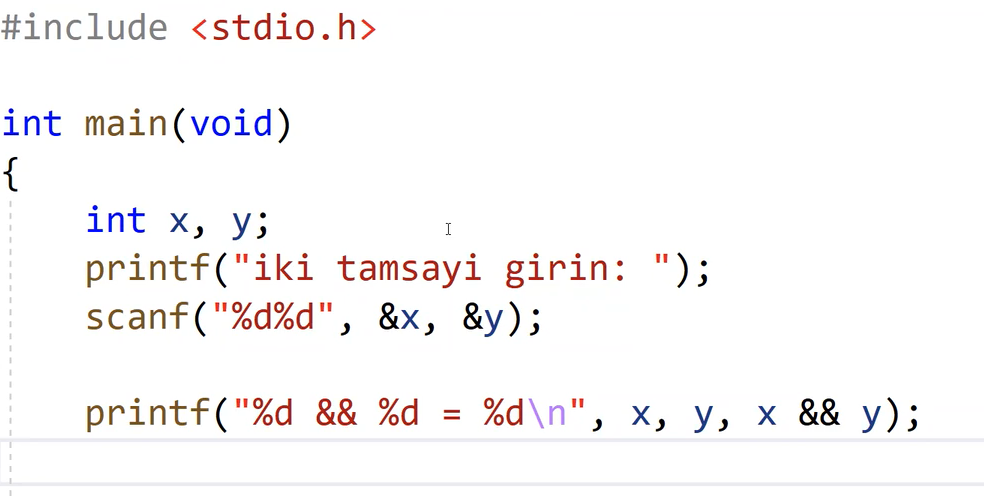 #include <stdio.h>
int main(void)
{
int x, y;
printf("iki tamsayi girin: ");
scanf("%d%d", &x, &y);
printf("%d && %d = %d\n", x, y, x && y);